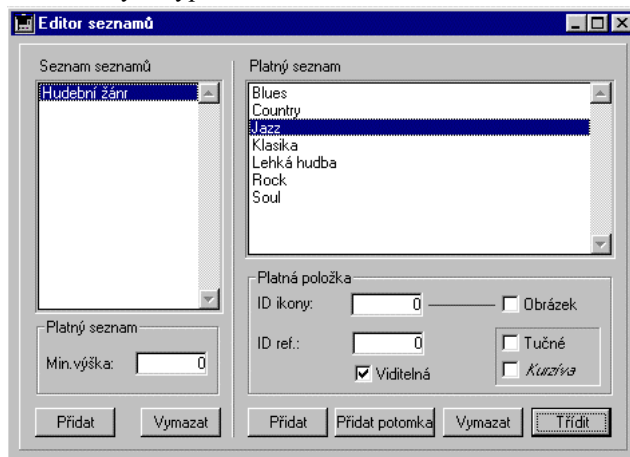 Editor seznamů
Seznam seznamů
Hudební žánr
Platný seznam
Min.výška: 0
Přidat Vymazat
Platný seznam
Blues
Country
Jazz
Klasika
Lehká hudba
Rock
Soul
Platná položka
ID ikony: 0 Obrázek
ID ref.: 0 Tučné
Viditelná Kurzíva
Přidat Přidat potomka Vymazat Třídit